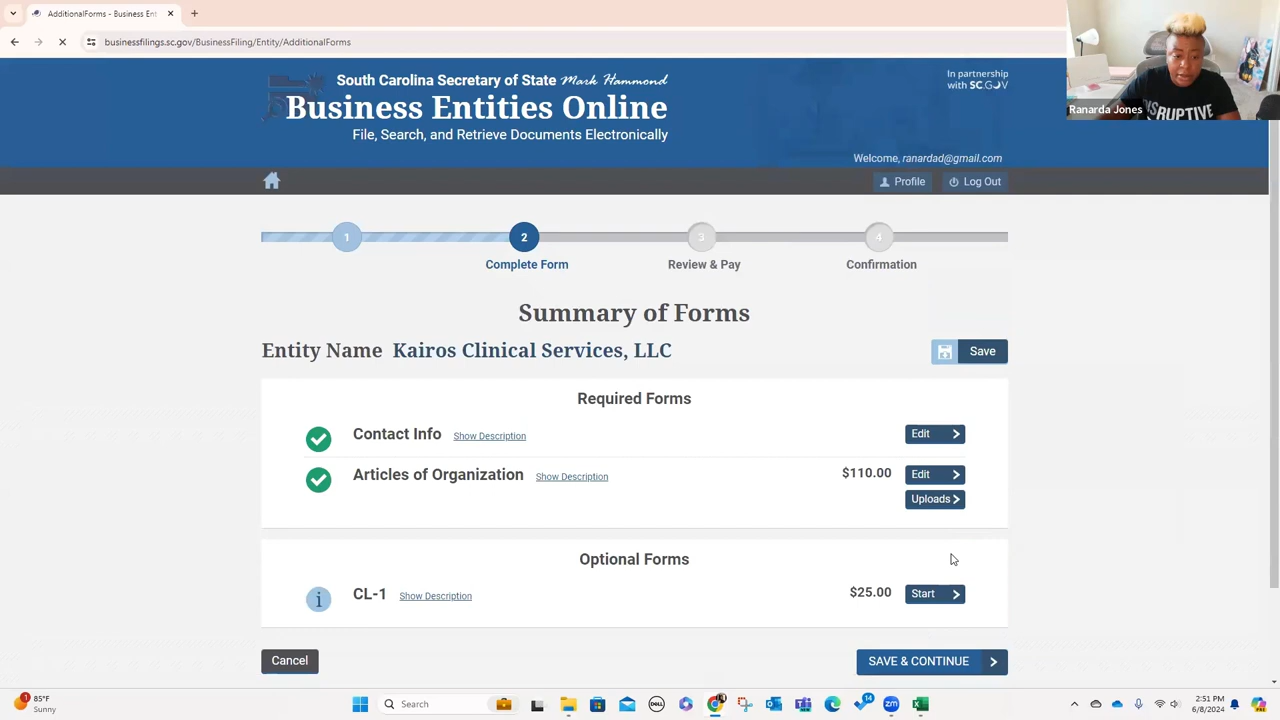 AdditionalForms - Business Ent
businessfilings.sc.gov/BusinessFiling/Entity/AdditionalForms
South Carolina Secretary of State Mark Hammond
Business Entities Online
File, Search, and Retrieve Documents Electronically
In partnership
with SC.GOV
Ranarda Jones
Welcome, ranardad@gmail.com
Profile
Log Out
1
2
3
4
Complete Form
Review & Pay
Confirmation
Summary of Forms
Entity Name Kairos Clinical Services, LLC
Save
Required Forms
Contact Info Show Description
Edit
Articles of Organization Show Description
$110.00
Edit
Uploads
Optional Forms
CL-1 Show Description
$25.00
Start
Cancel
SAVE & CONTINUE
1
85°F
Sunny
Search
DELL
14
2:51 PM
6/8/2024